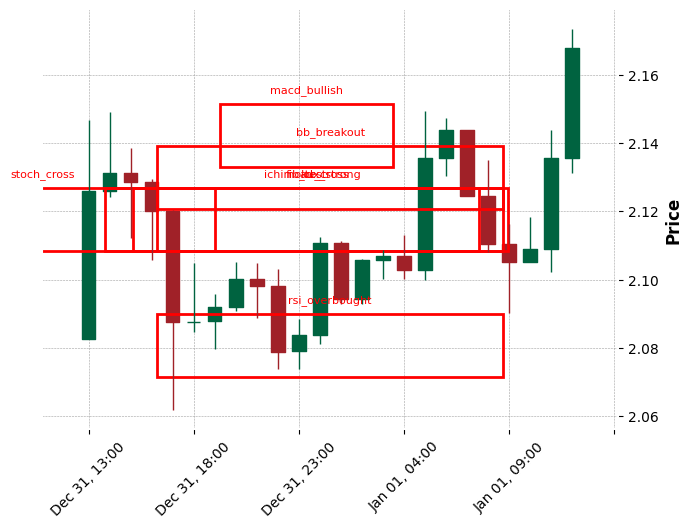 macd_bullish
bb_breakout
stoch_cross
rsi_overbought
2.16
2.14
2.12
2.10
2.08
2.06
Price
Dec 31, 13:00
Dec 31, 18:00
Dec 31, 23:00
Jan 01, 04:00
Jan 01, 09:00